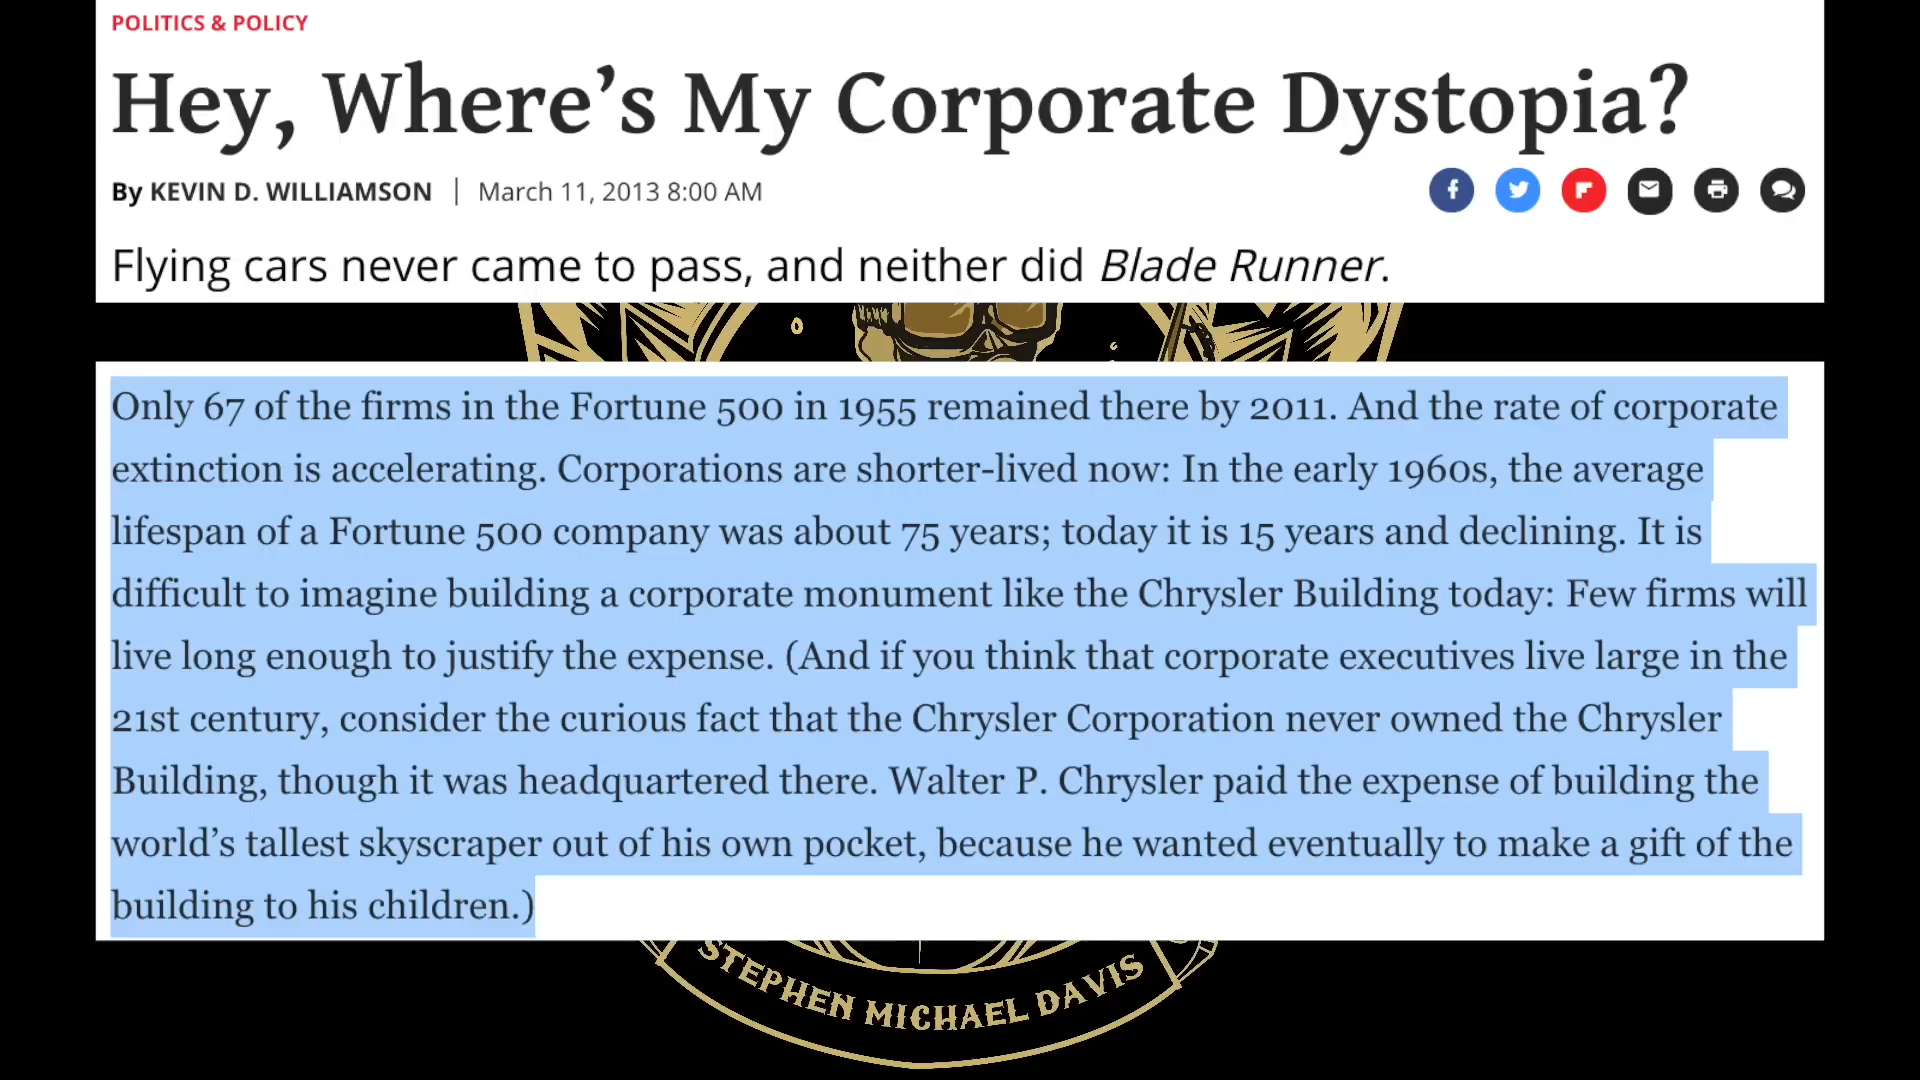 POLITICS & POLICY
Hey, Where’s My Corporate Dystopia?
By KEVIN D. WILLIAMSON | March 11, 2013 8:00 AM
Flying cars never came to pass, and neither did Blade Runner.
Only 67 of the firms in the Fortune 500 in 1955 remained there by 2011. And the rate of corporate
extinction is accelerating. Corporations are shorter-lived now: In the early 1960s, the average
lifespan of a Fortune 500 company was about 75 years; today it is 15 years and declining. It is
difficult to imagine building a corporate monument like the Chrysler Building today: Few firms will
live long enough to justify the expense. (And if you think that corporate executives live large in the
21st century, consider the curious fact that the Chrysler Corporation never owned the Chrysler
Building, though it was headquartered there. Walter P. Chrysler paid the expense of building the
world’s tallest skyscraper out of his own pocket, because he wanted eventually to make a gift of the
building to his children.)
STEPHEN MICHAEL DAVIS